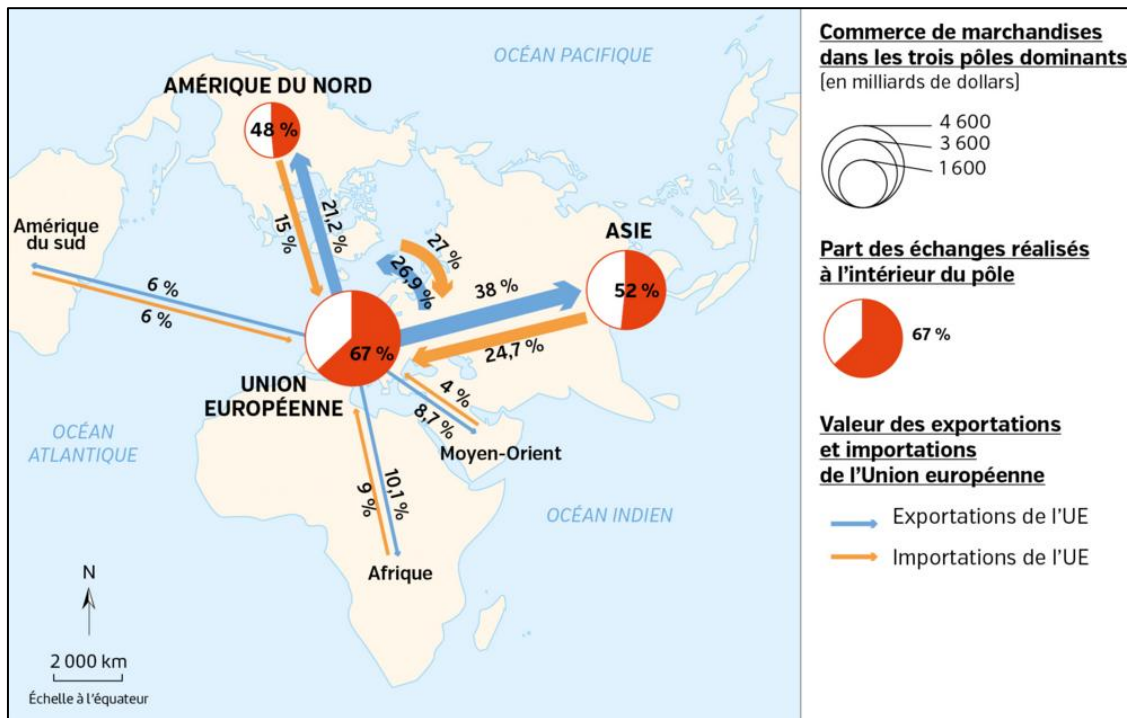 OCÉAN PACIFIQUE
AMÉRIQUE DU NORD
48 %
Amérique
du sud
15 %
21,2 %
27 %
26,9 %
ASIE
52 %
38 %
24,7 %
6 %
6 %
67 %
UNION
EUROPÉENNE
4 %
8,7 %
Moyen-Orient
OCÉAN
ATLANTIQUE
9 %
10,1 %
OCÉAN INDIEN
Afrique
N
2 000 km
Échelle à l'équateur
Commerce de marchandises
dans les trois pôles dominants
(en milliards de dollars)
4 600
3 600
1 600
Part des échanges réalisés
à l'intérieur du pôle
67 %
Valeur des exportations
et importations
de l'Union européenne
Exportations de l'UE
Importations de l'UE